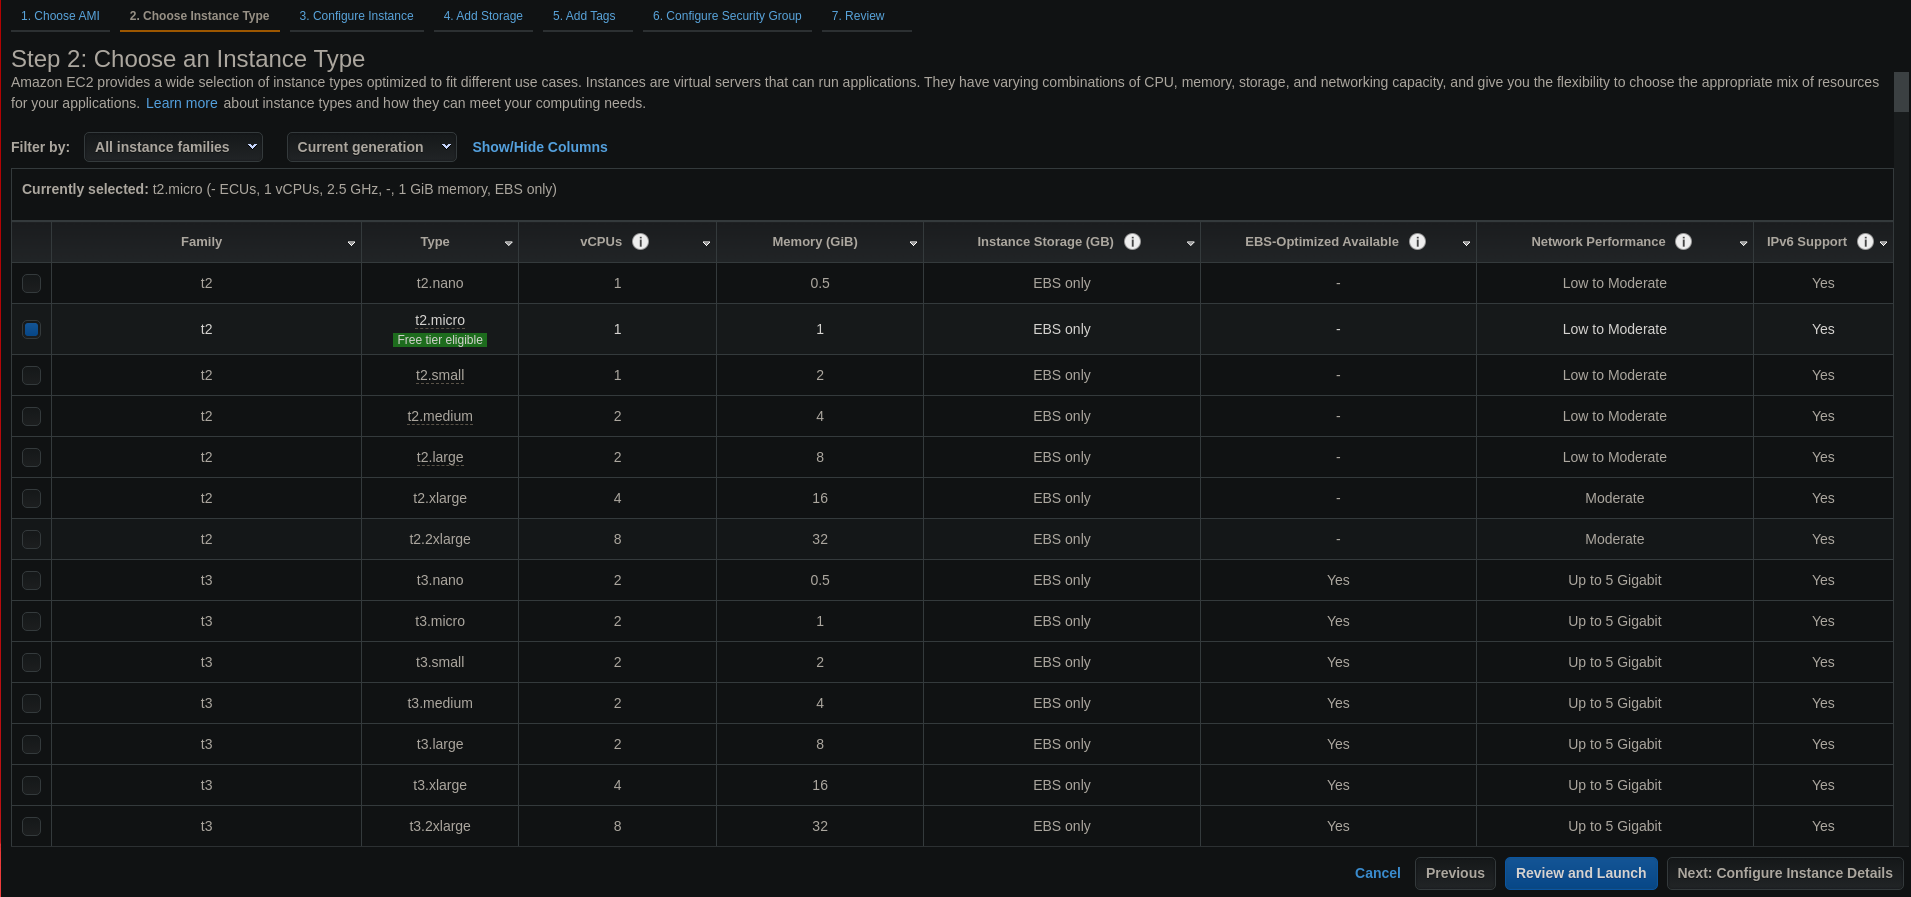 1. Choose AMI 2. Choose Instance Type 3. Configure Instance 4. Add Storage 5. Add Tags 6. Configure Security Group 7. Review
Step 2: Choose an Instance Type
Amazon EC2 provides a wide selection of instance types optimized to fit different use cases. Instances are virtual servers that can run applications. They have varying combinations of CPU, memory, storage, and networking capacity, and give you the flexibility to choose the appropriate mix of resources
for your applications. Learn more about instance types and how they can meet your computing needs.
Filter by: All instance families Current generation Show/Hide Columns
Currently selected: t2.micro (- ECUs, 1 vCPUs, 2.5 GHz, -, 1 GiB memory, EBS only)
Family Type vCPUs i Memory (GiB) Instance Storage (GB) i EBS-Optimized Available i Network Performance i IPv6 Support i
t2 t2.nano 1 0.5 EBS only - Low to Moderate Yes
t2 t2.micro 1 1 EBS only - Low to Moderate Yes
Free tier eligible
t2 t2.small 1 2 EBS only - Low to Moderate Yes
t2 t2.medium 2 4 EBS only - Low to Moderate Yes
t2 t2.large 2 8 EBS only - Low to Moderate Yes
t2 t2.xlarge 4 16 EBS only - Moderate Yes
t2 t2.2xlarge 8 32 EBS only - Moderate Yes
t3 t3.nano 2 0.5 EBS only Yes Up to 5 Gigabit Yes
t3 t3.micro 2 1 EBS only Yes Up to 5 Gigabit Yes
t3 t3.small 2 2 EBS only Yes Up to 5 Gigabit Yes
t3 t3.medium 2 4 EBS only Yes Up to 5 Gigabit Yes
t3 t3.large 2 8 EBS only Yes Up to 5 Gigabit Yes
t3 t3.xlarge 4 16 EBS only Yes Up to 5 Gigabit Yes
t3 t3.2xlarge 8 32 EBS only Yes Up to 5 Gigabit Yes
Cancel Previous Review and Launch Next: Configure Instance Details